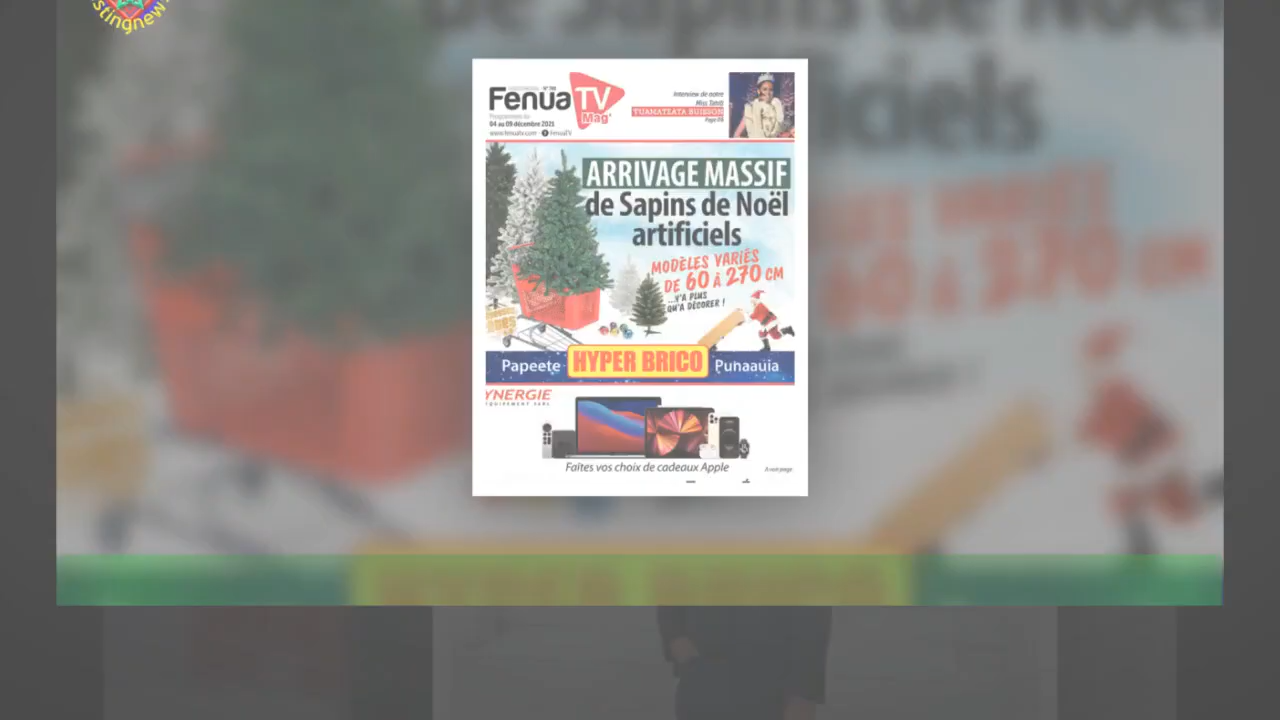 stingnew
Fenua TV
Mag'
04 au 09 décembre 2021
www.fenuatv.com - FenuaTV
Interview de notre
Miss Tahiti
TUMATEATA BUISSON
ARRIVAGE MASSIF
de Sapins de Noël
artificiels
MODÈLES VARIÉS
DE 60 À 270 CM
...Y'A PLUS
QU'A DÉCORER !
Papeete HYPER BRICO Punaauia
YNERGIE
Faites vos choix de cadeaux Apple